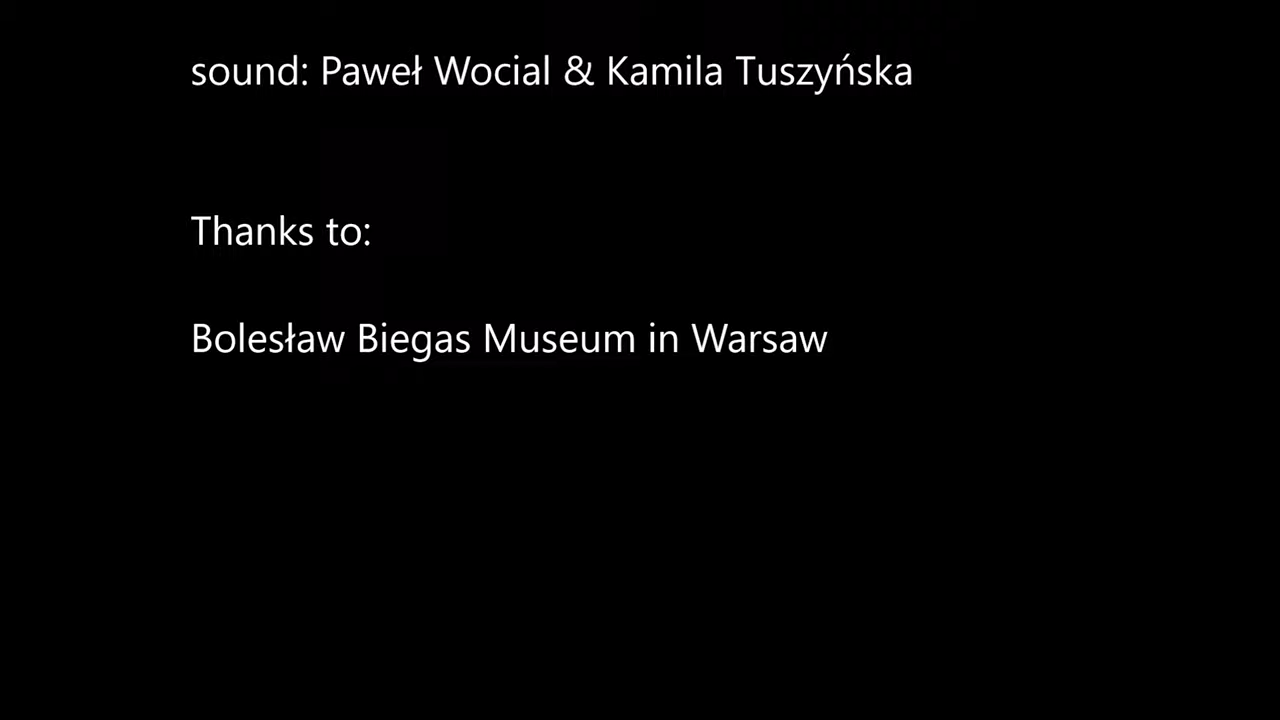 sound: Paweł Wocial & Kamila Tuszyńska
Thanks to:
Bolesław Biegas Museum in Warsaw